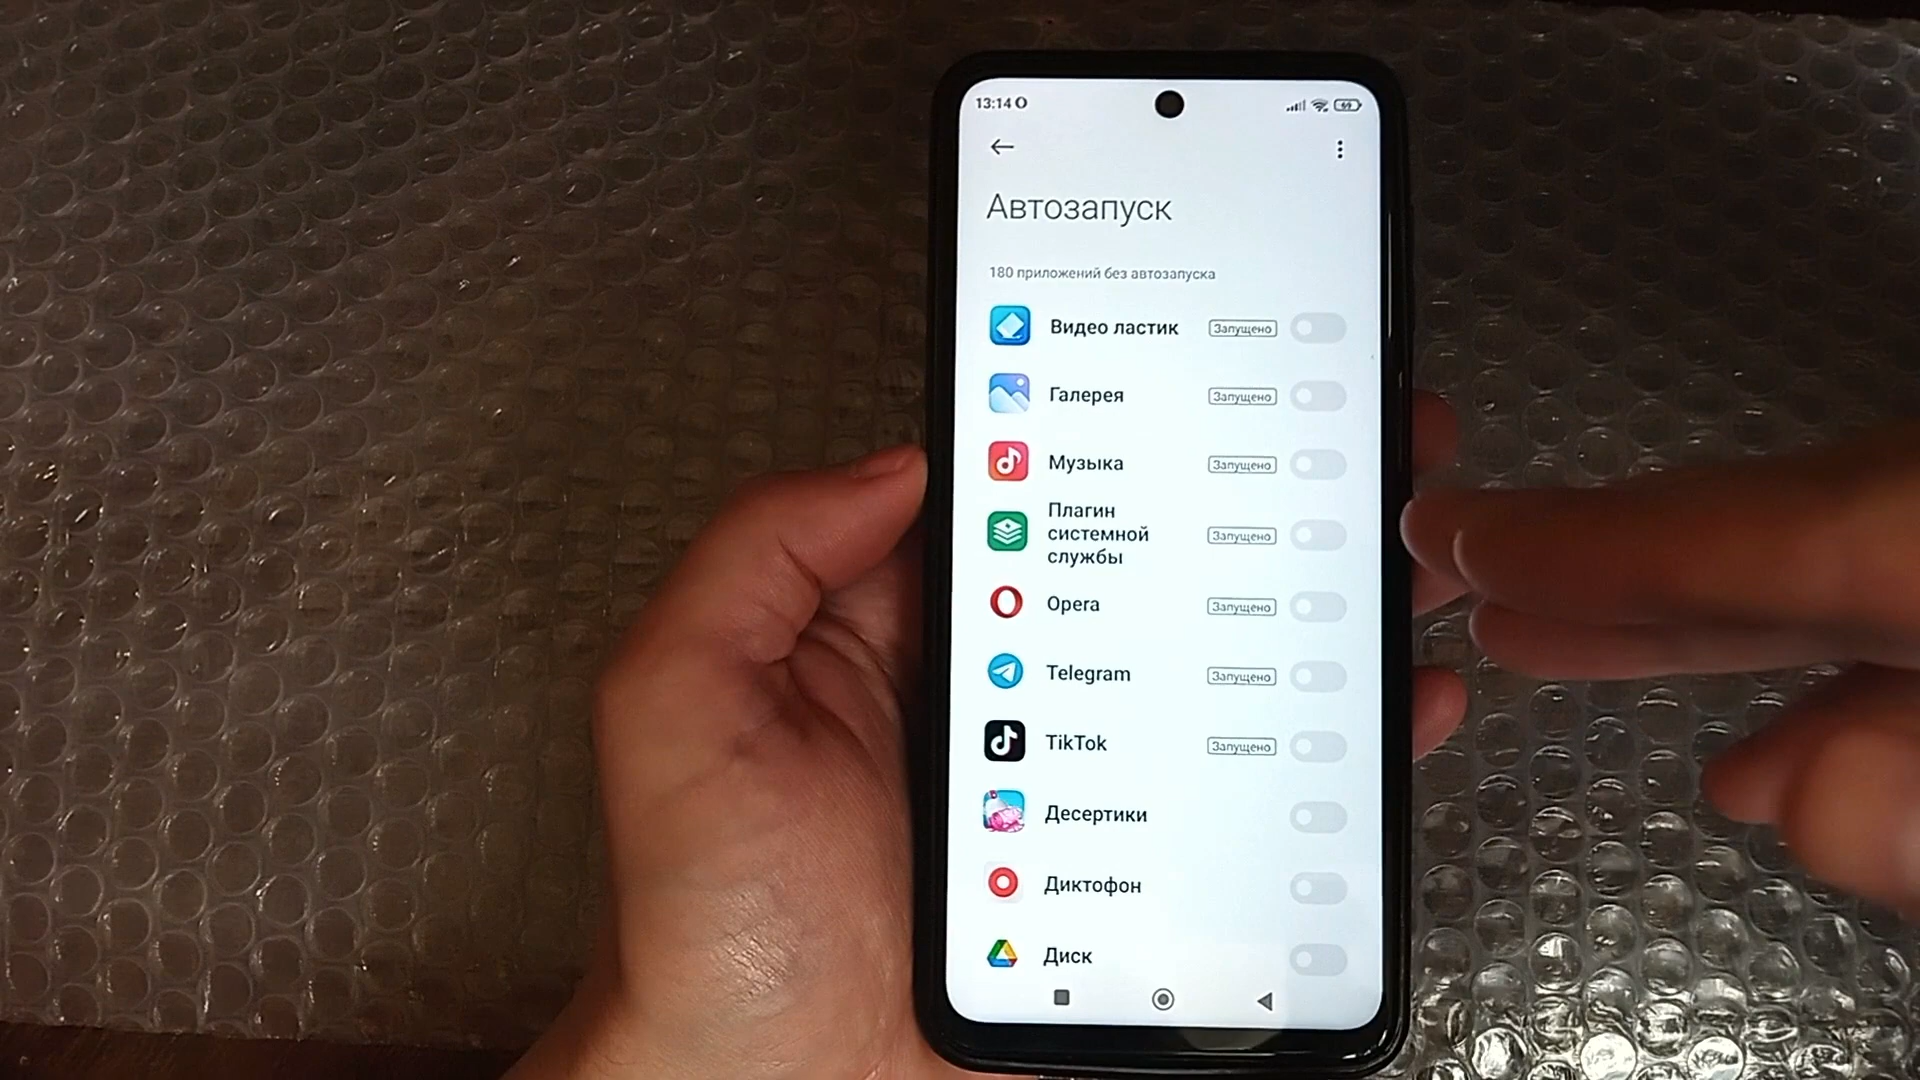 13:14
69
Автозапуск
180 приложений без автозапуска
Видео ластик Запущено
Галерея Запущено
Музыка Запущено
Плагин
системной
службы
Запущено
Opera Запущено
Telegram Запущено
TikTok Запущено
Десертики
Диктофон
Диск